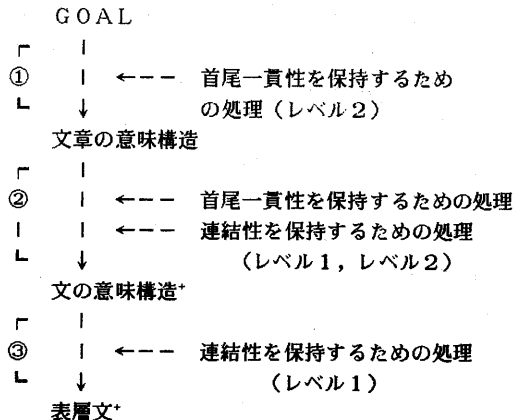 GOAL
① ←--- 首尾一貫性を保持するため
の処理（レベル2）
文章の意味構造
② ←--- 首尾一貫性を保持するための処理
←--- 連結性を保持するための処理
（レベル1，レベル2）
文の意味構造⁺
③ ←--- 連結性を保持するための処理
（レベル1）
表層文⁺